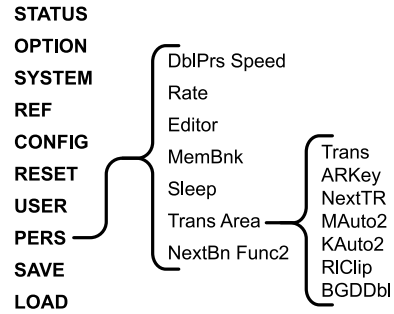 STATUS
OPTION
SYSTEM
REF
CONFIG
RESET
USER
PERS
SAVE
LOAD
DblPrs Speed
Rate
Editor
MemBnk
Sleep
Trans Area
NextBn Func2
Trans
ARKey
NextTR
MAuto2
KAuto2
RlClip
BGDDbl